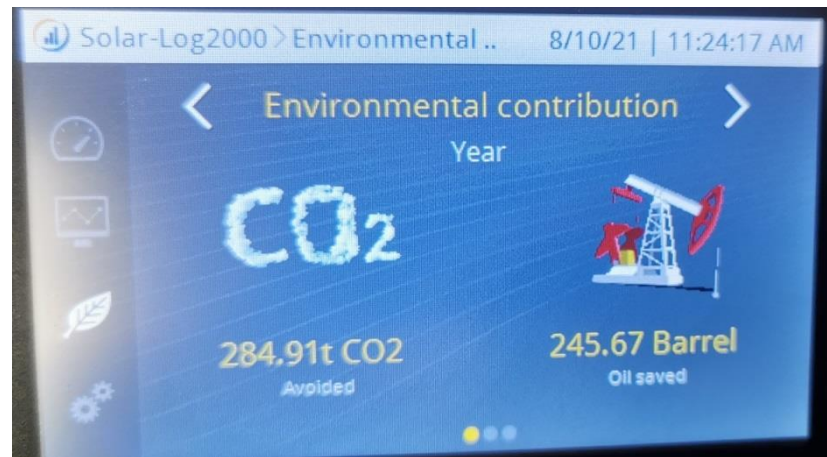 Solar-Log2000 > Environmental .. 8/10/21 | 11:24:17 AM
Environmental contribution
Year
CO2
284.91t CO2 245.67 Barrel
Avoided Oil saved